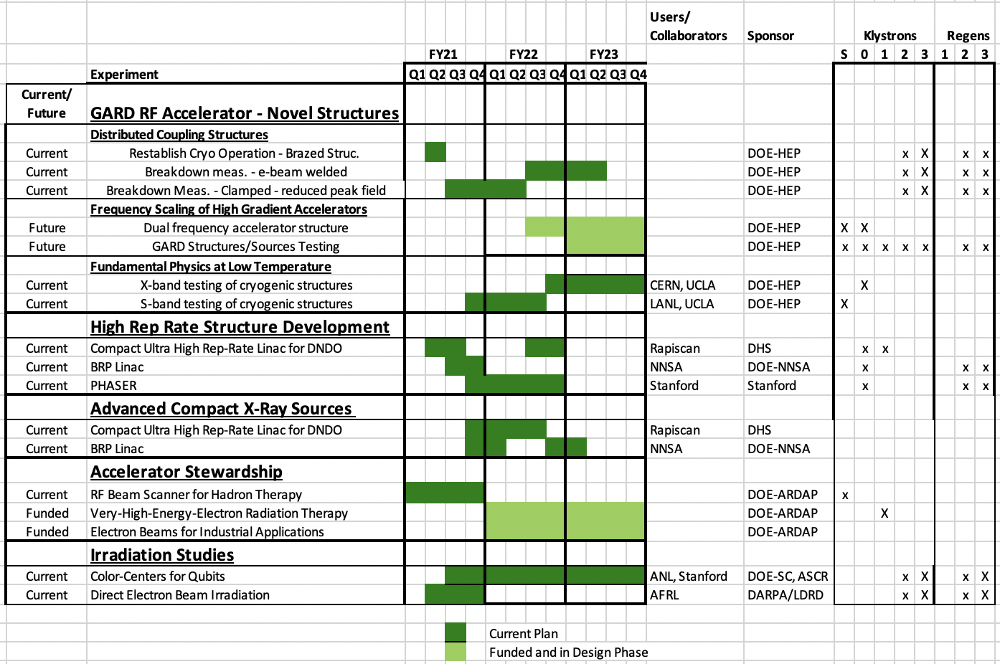 Users/
Collaborators Sponsor Klystrons Regens
FY21 FY22 FY23 S 0 1 2 3 1 2 3
Experiment Q1 Q2 Q3 Q4 Q1 Q2 Q3 Q4 Q1 Q2 Q3 Q4
Current/
Future GARD RF Accelerator - Novel Structures
Distributed Coupling Structures
Current Restablish Cryo Operation - Brazed Struc. DOE-HEP x X x x
Current Breakdown meas. - e-beam welded DOE-HEP x X x x
Current Breakdown Meas. - Clamped - reduced peak field DOE-HEP x X x x
Frequency Scaling of High Gradient Accelerators
Future Dual frequency accelerator structure DOE-HEP X X
Future GARD Structures/Sources Testing DOE-HEP x x x x x x x
Fundamental Physics at Low Temperature
Current X-band testing of cryogenic structures CERN, UCLA DOE-HEP X
Current S-band testing of cryogenic structures LANL, UCLA DOE-HEP X
High Rep Rate Structure Development
Current Compact Ultra High Rep-Rate Linac for DNDO Rapiscan DHS x x
Current BRP Linac NNSA DOE-NNSA x x x
Current PHASER Stanford Stanford x x x
Advanced Compact X-Ray Sources
Current Compact Ultra High Rep-Rate Linac for DNDO Rapiscan DHS
Current BRP Linac NNSA DOE-NNSA
Accelerator Stewardship
Current RF Beam Scanner for Hadron Therapy DOE-ARDAP x
Funded Very-High-Energy-Electron Radiation Therapy DOE-ARDAP X
Funded Electron Beams for Industrial Applications DOE-ARDAP
Irradiation Studies
Current Color-Centers for Qubits ANL, Stanford DOE-SC, ASCR x X x X
Current Direct Electron Beam Irradiation AFRL DARPA/LDRD x X x X
Current Plan
Funded and in Design Phase